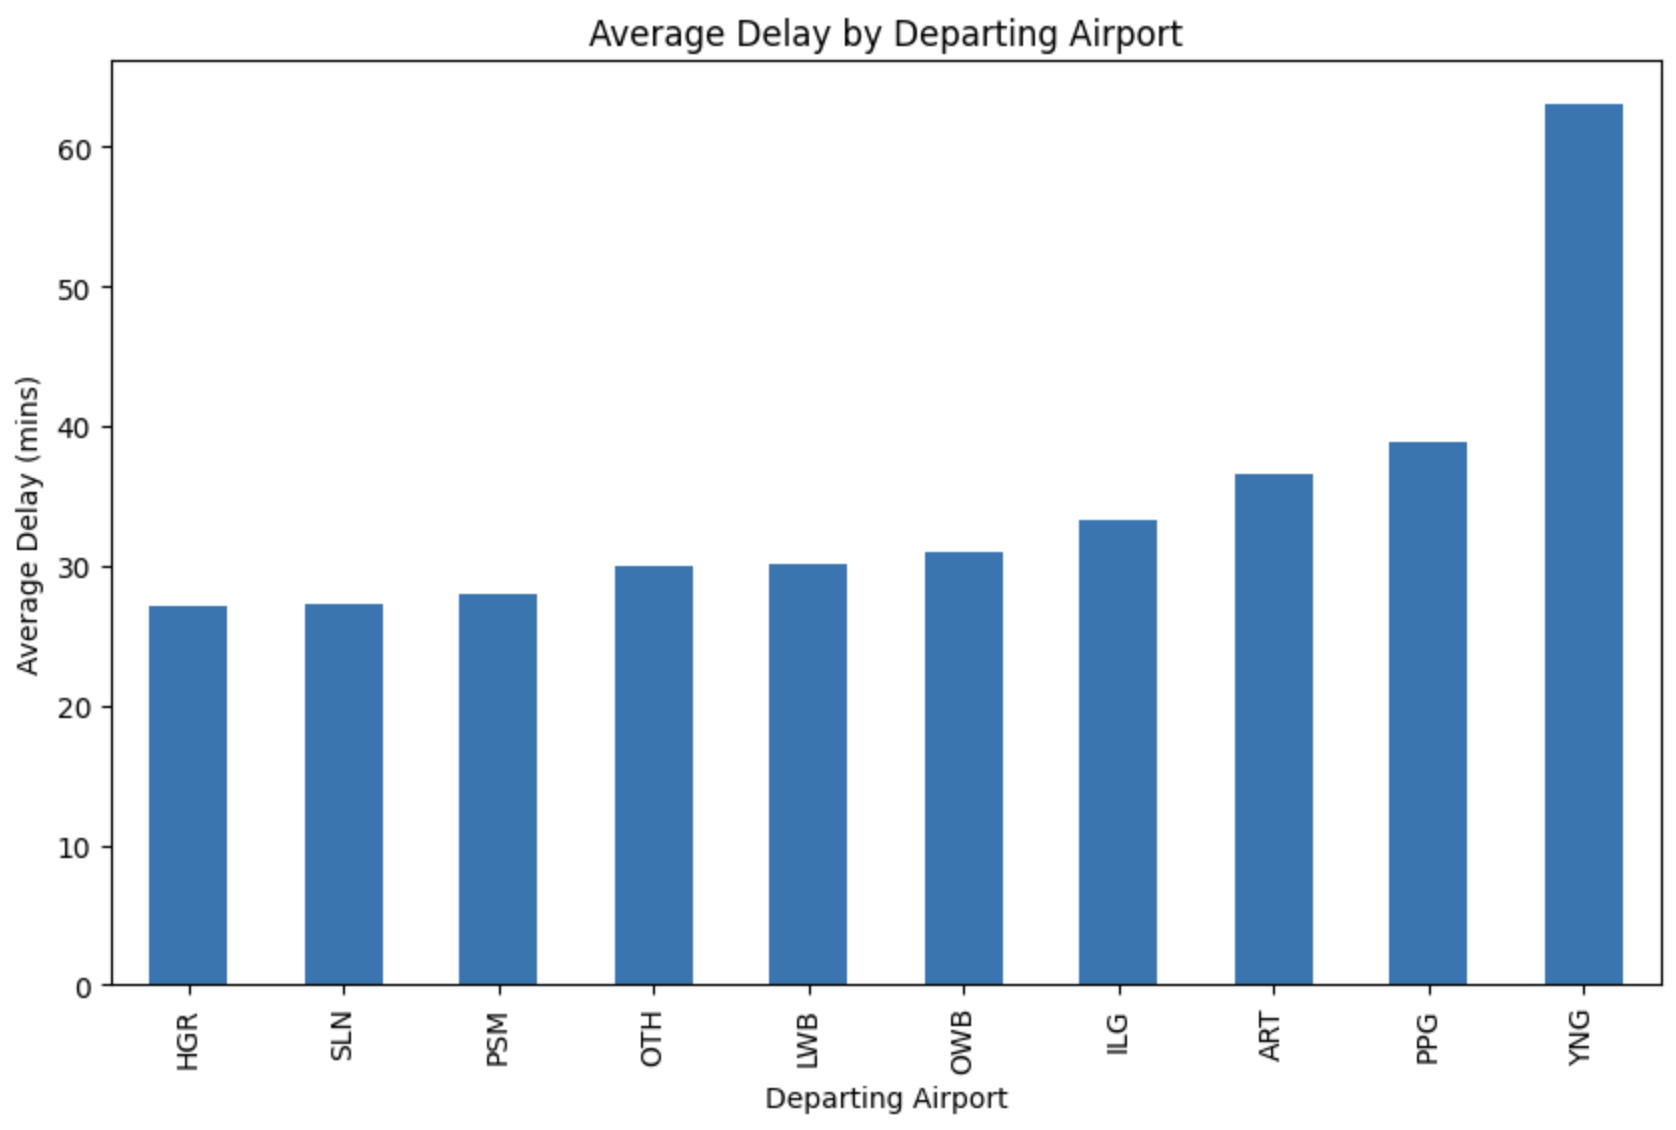 Average Delay by Departing Airport
Average Delay (mins)
60
50
40
30
20
10
0
HGR SLN PSM OTH LWB OWB ILG ART PPG YNG
Departing Airport